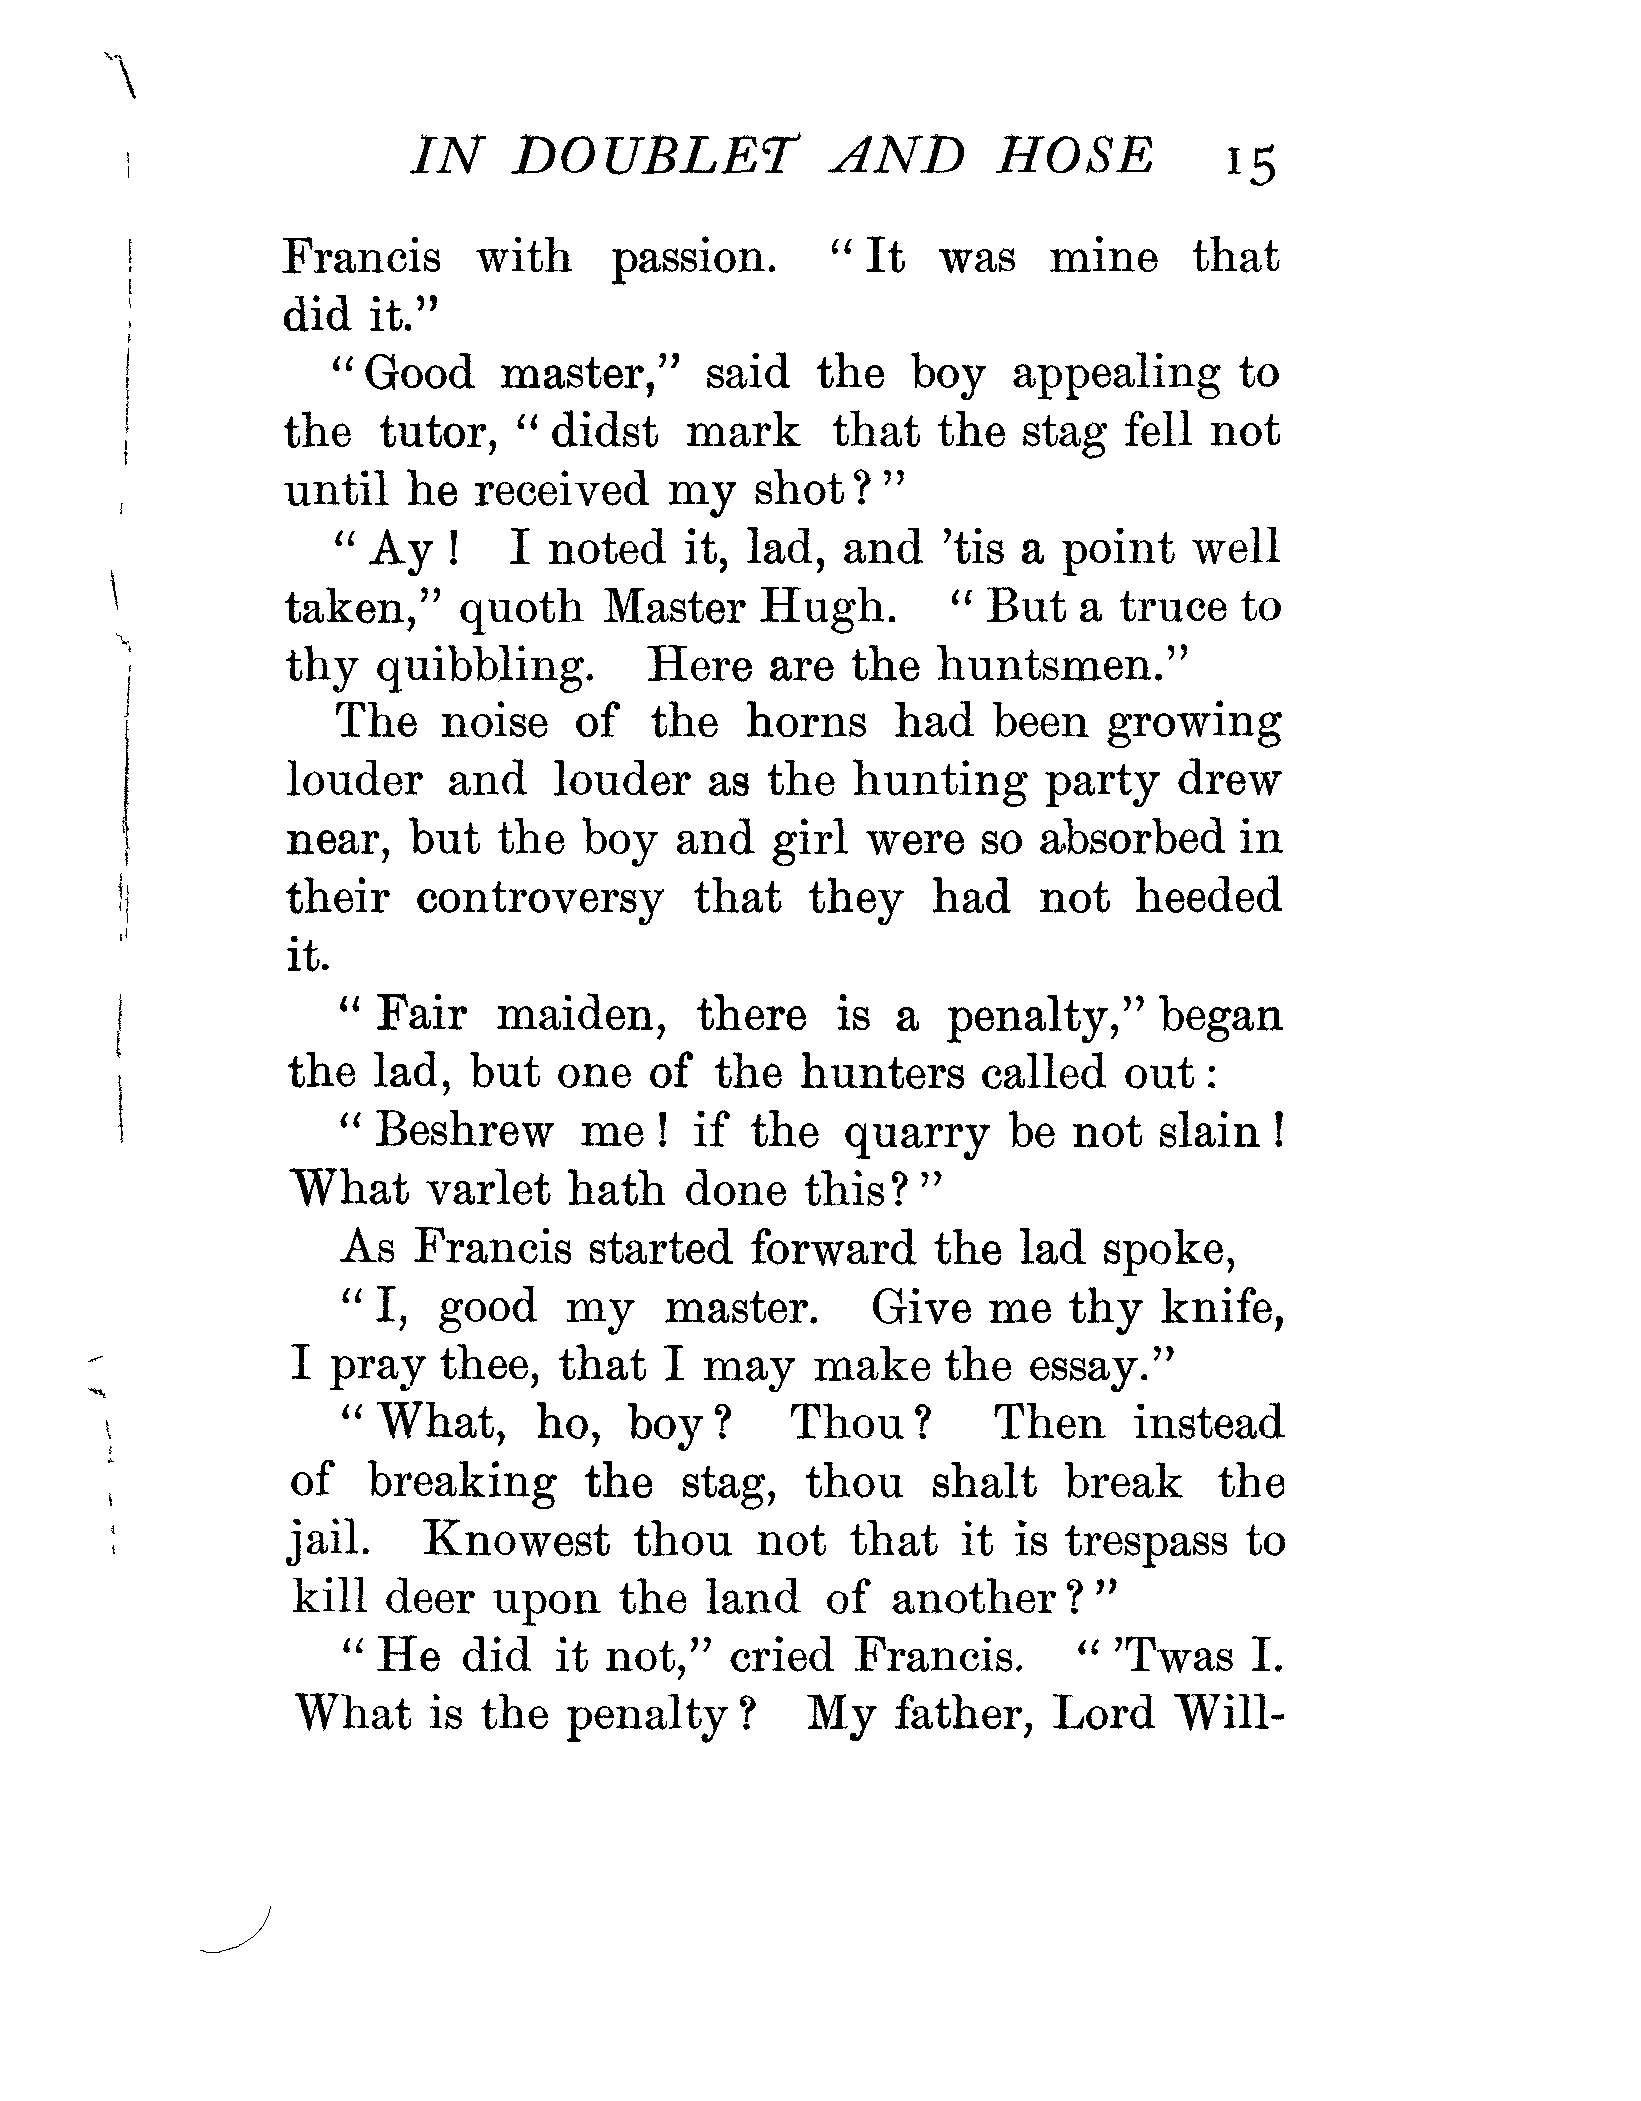 IN DOUBLET AND HOSE 15
Francis with passion. "It was mine that
did it."
"Good master," said the boy appealing to
the tutor, "didst mark that the stag fell not
until he received my shot?"
"Ay! I noted it, lad, and 'tis a point well
taken," quoth Master Hugh. "But a truce to
thy quibbling. Here are the huntsmen."
The noise of the horns had been growing
louder and louder as the hunting party drew
near, but the boy and girl were so absorbed in
their controversy that they had not heeded
it.
"Fair maiden, there is a penalty," began
the lad, but one of the hunters called out:
"Beshrew me! if the quarry be not slain!
What varlet hath done this?"
As Francis started forward the lad spoke,
"I, good my master. Give me thy knife,
I pray thee, that I may make the essay."
"What, ho, boy? Thou? Then instead
of breaking the stag, thou shalt break the
jail. Knowest thou not that it is trespass to
kill deer upon the land of another?"
"He did it not," cried Francis. "'Twas I.
What is the penalty? My father, Lord Will-